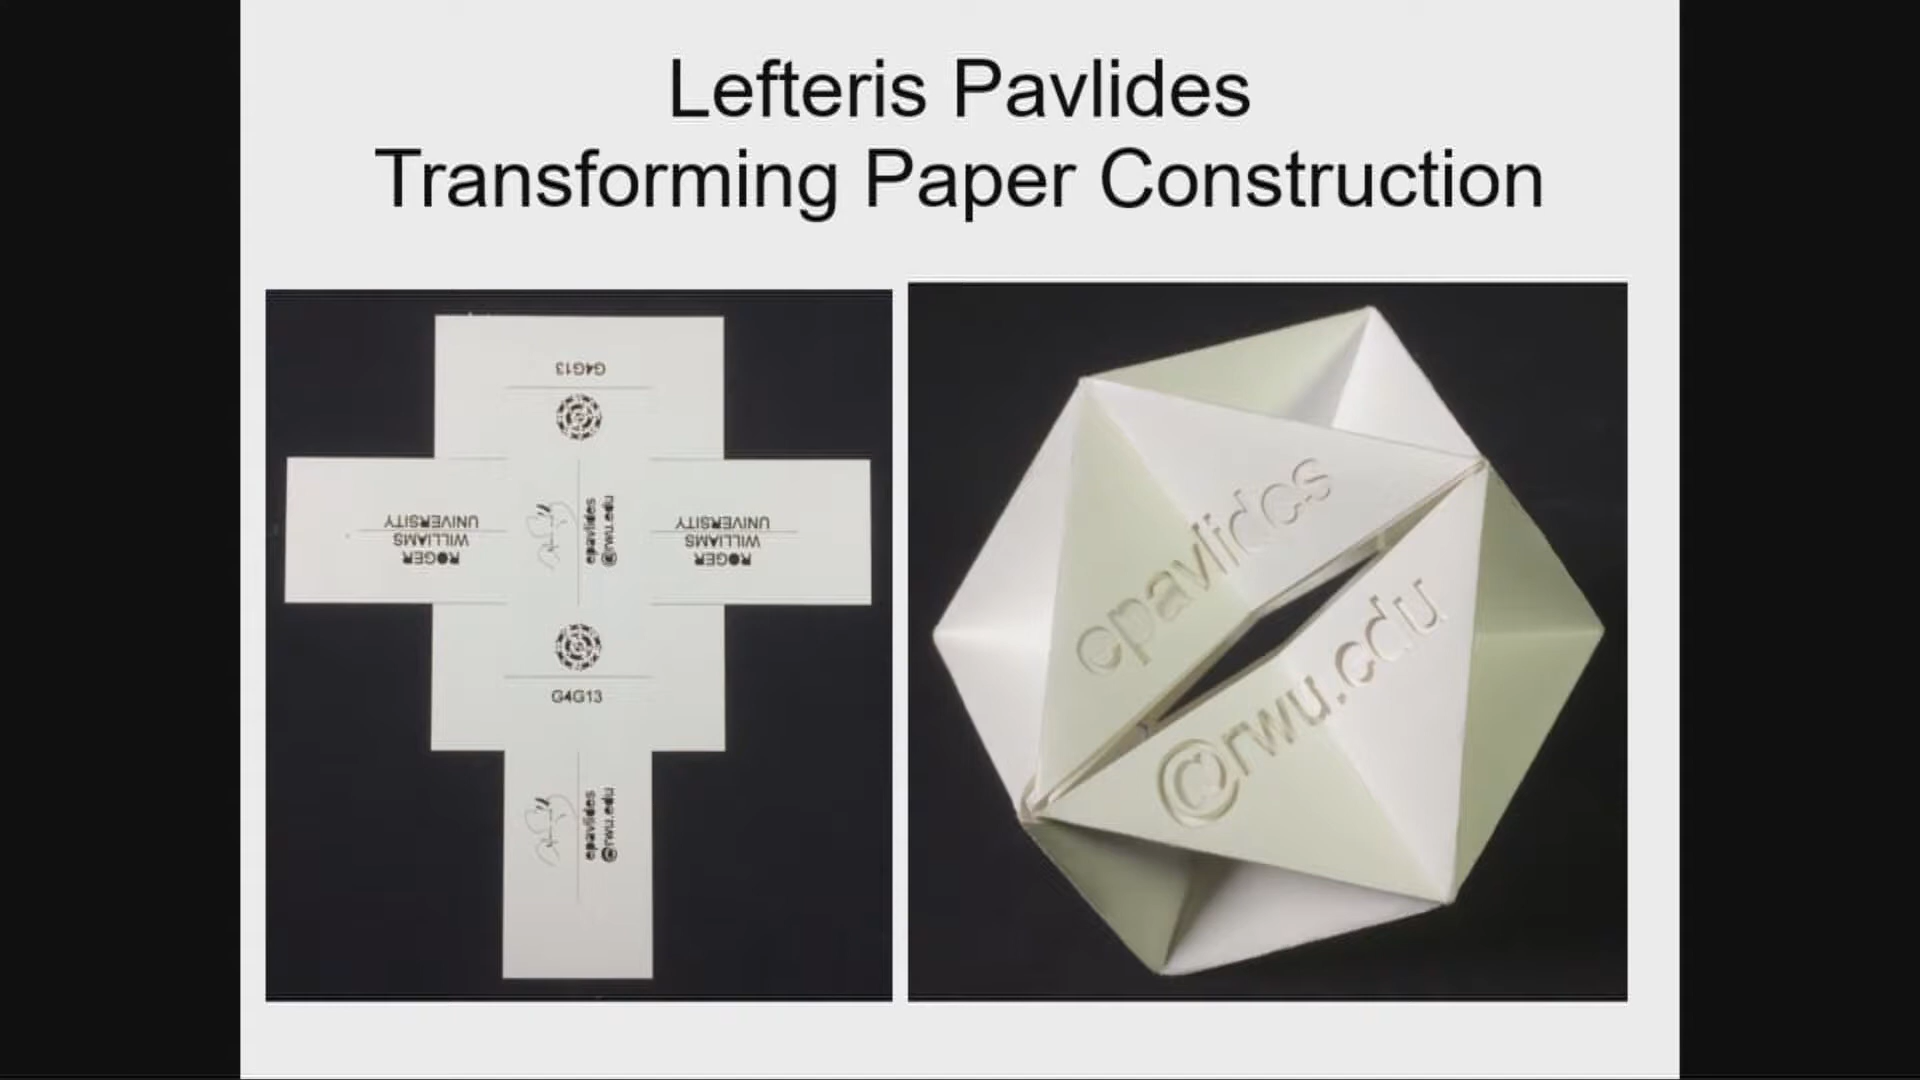 Lefteris Pavlides
Transforming Paper Construction
G4G13
ROGER
WILLIAMS
UNIVERSITY
epavlides
@rwu.edu
ROGER
WILLIAMS
UNIVERSITY
G4G13
epavlides
@rwu.edu
epavlides
@rwu.edu